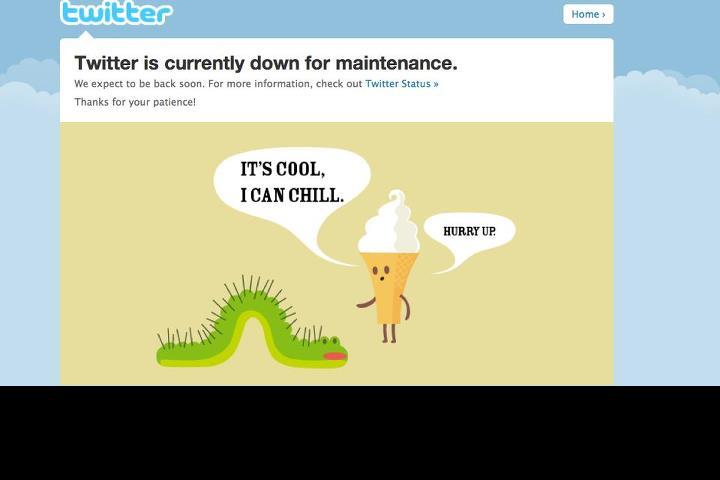 twitter
Home ›
Twitter is currently down for maintenance.
We expect to be back soon. For more information, check out Twitter Status »
Thanks for your patience!
IT'S COOL,
I CAN CHILL.
HURRY UP.